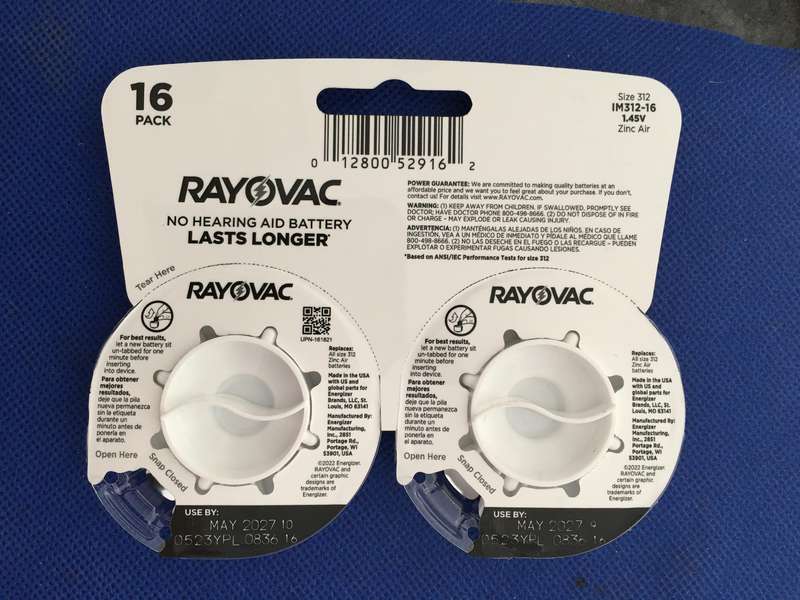 16
PACK
Size 312
IM312-16
1.45V
Zinc Air
0 12800 52916 2
RAYOVAC
NO HEARING AID BATTERY
LASTS LONGER*
POWER GUARANTEE: We are committed to making quality batteries at an
affordable price and we want you to feel great about your purchase. If you don't,
contact us! For details visit www.RAYOVAC.com.
WARNING: (1) KEEP AWAY FROM CHILDREN. IF SWALLOWED, PROMPTLY SEE
DOCTOR; HAVE DOCTOR PHONE 800-498-8666. (2) DO NOT DISPOSE OF IN FIRE
OR CHARGE – MAY EXPLODE OR LEAK CAUSING INJURY.
ADVERTENCIA: (1) MANTÉNGALAS ALEJADAS DE LOS NIÑOS. EN CASO DE
INGESTIÓN, VEA A UN MÉDICO DE INMEDIATO Y PÍDALE AL MÉDICO QUE LLAME
800-498-8666. (2) NO LAS DESECHE EN EL FUEGO O LAS RECARGUE – PUEDEN
EXPLOTAR O EXPERIMENTAR FUGAS CAUSANDO LESIONES.
*Based on ANSI/IEC Performance Tests for size 312
Tear Here
RAYOVAC
UPN-161821
For best results,
let a new battery sit
un-tabbed for one
minute before
inserting
into device.
Para obtener
mejores
resultados,
deje que la pila
nueva permanezca
sin la etiqueta
durante un
minuto antes de
ponerla en
el aparato.
Replaces:
All size 312
Zinc Air
batteries
Made in the USA
with US and
global parts for
Energizer
Brands, LLC, St.
Louis, MO 63141
Manufactured By:
Energizer
Manufacturing,
Inc., 2851
Portage Rd.,
Portage, WI
53901, USA
©2022 Energizer.
RAYOVAC and
certain graphic
designs are
trademarks of
Energizer.
Open Here
Snap Closed
USE BY:
MAY 2027 10
0523YPL 0836 16
RAYOVAC
For best results,
let a new battery sit
un-tabbed for one
minute before
inserting
into device.
Para obtener
mejores
resultados,
deje que la pila
nueva permanezca
sin la etiqueta
durante un
minuto antes de
ponerla en
el aparato.
Replaces:
All size 312
Zinc Air
batteries
Made in the USA
with US and
global parts for
Energizer
Brands, LLC, St.
Louis, MO 63141
Manufactured By:
Energizer
Manufacturing,
Inc., 2851
Portage Rd.,
Portage, WI
53901, USA
©2022 Energizer.
RAYOVAC and
certain graphic
designs are
trademarks of
Energizer.
Open Here
Snap Closed
USE BY:
MAY 2027 9
0523YPL 0836 16